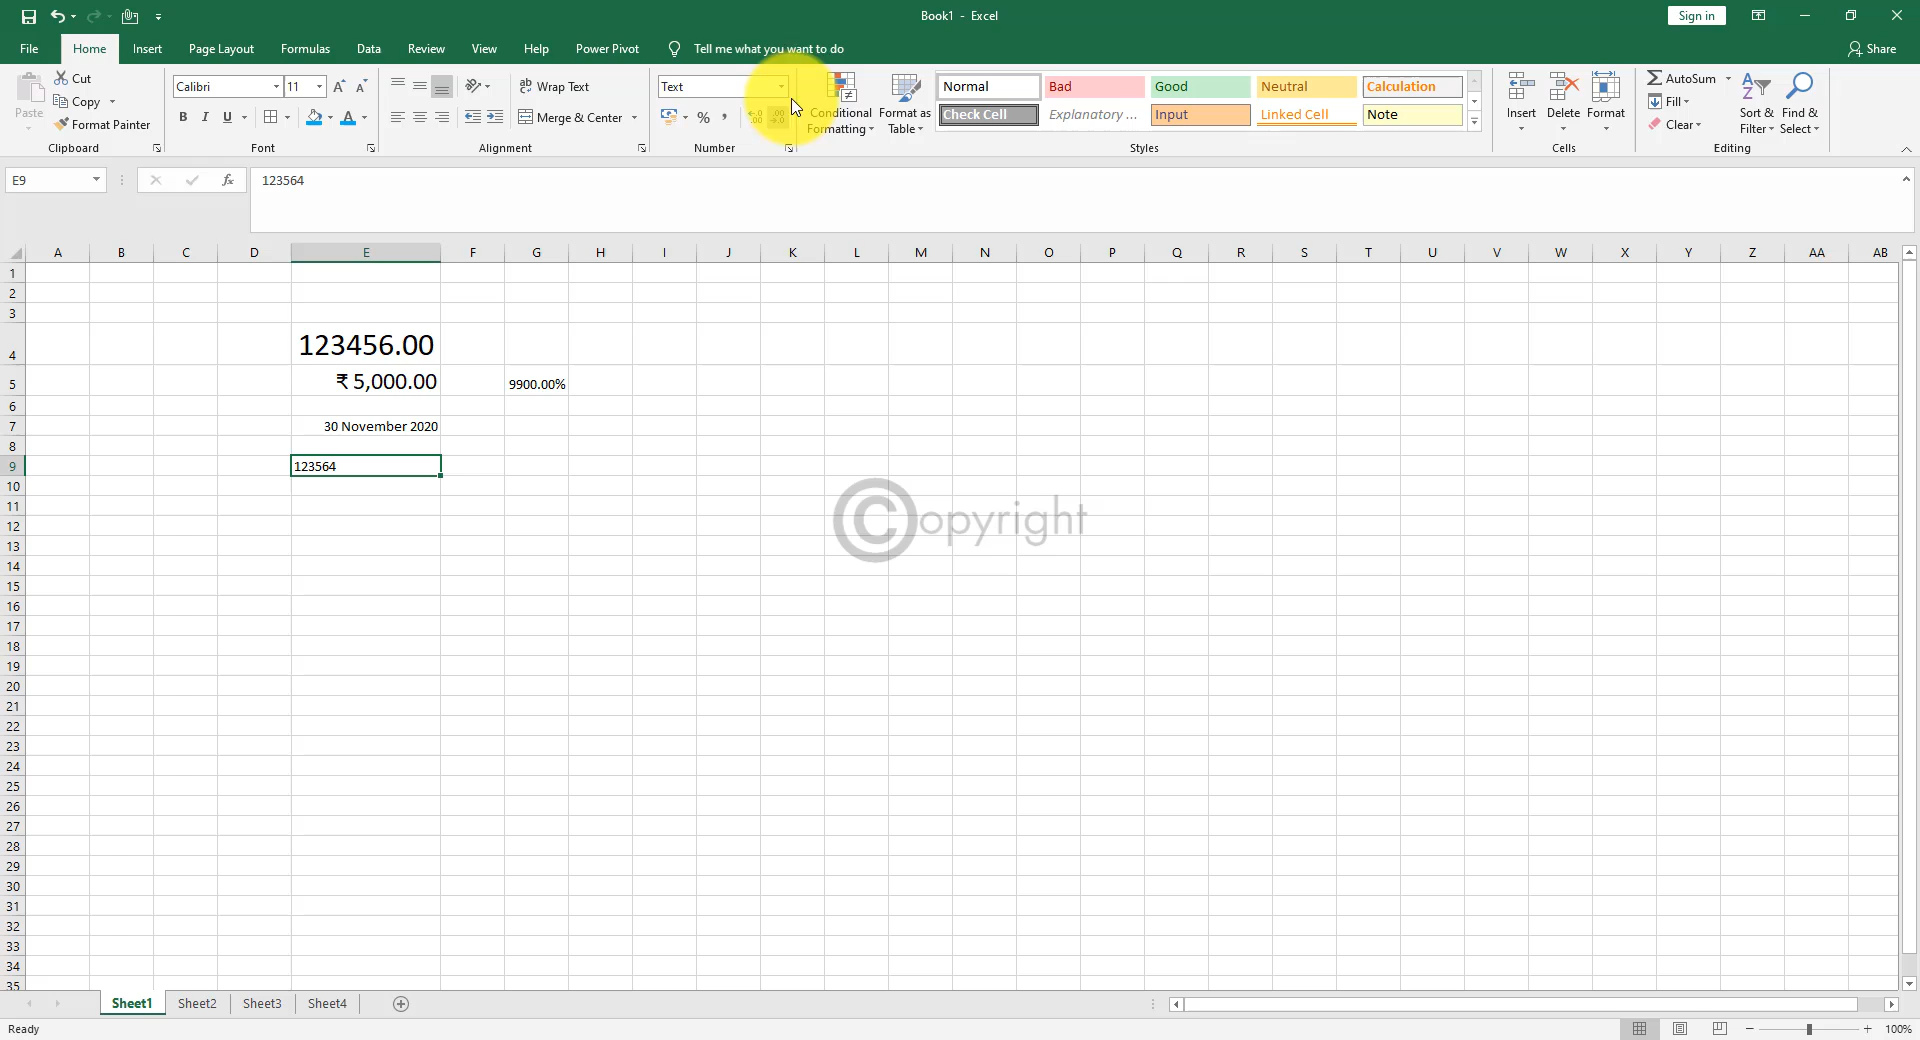 Book1 - Excel
Sign in
File Home Insert Page Layout Formulas Data Review View Help Power Pivot Tell me what you want to do
Share
Paste
Cut
Copy
Format Painter
Clipboard
Calibri 11
B I U
Font
ab Wrap Text
Merge & Center
Alignment
Text
%
Number
Conditional Formatting
Format as Table
Normal Bad Good Neutral Calculation
Check Cell Explanatory ... Input Linked Cell Note
Styles
Insert Delete Format
Cells
AutoSum
Fill
Clear
Sort & Filter
Find & Select
Editing
E9
fx
123564
A B C D E F G H I J K L M N O P Q R S T U V W X Y Z AA AB
1
2
3
4 123456.00
5 ₹ 5,000.00 9900.00%
6
7 30 November 2020
8
9 123564
10
11
12
13
14
15
16
17
18
19
20
21
22
23
24
25
26
27
28
29
30
31
32
33
34
35
©opyright
Sheet1 Sheet2 Sheet3 Sheet4
Ready
100%